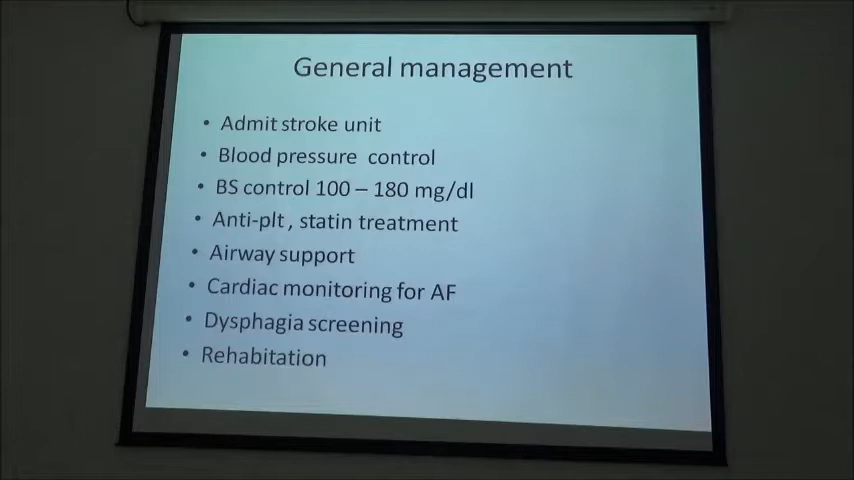 General management
• Admit stroke unit
• Blood pressure control
• BS control 100 – 180 mg/dl
• Anti-plt , statin treatment
• Airway support
• Cardiac monitoring for AF
• Dysphagia screening
• Rehabitation